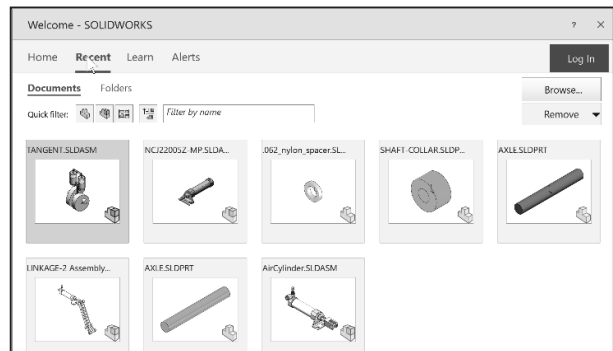 Welcome - SOLIDWORKS ? ×
Home Recent Learn Alerts Log In
Documents Folders Browse...
Quick filter: Filter by name Remove
TANGENT.SLDASM NCJ22005Z-MP.SLDA... .062_nylon_spacer.SL... SHAFT-COLLAR.SLDP... AXLE.SLDPRT
LINKAGE-2 Assembly... AXLE.SLDPRT AirCylinder.SLDASM